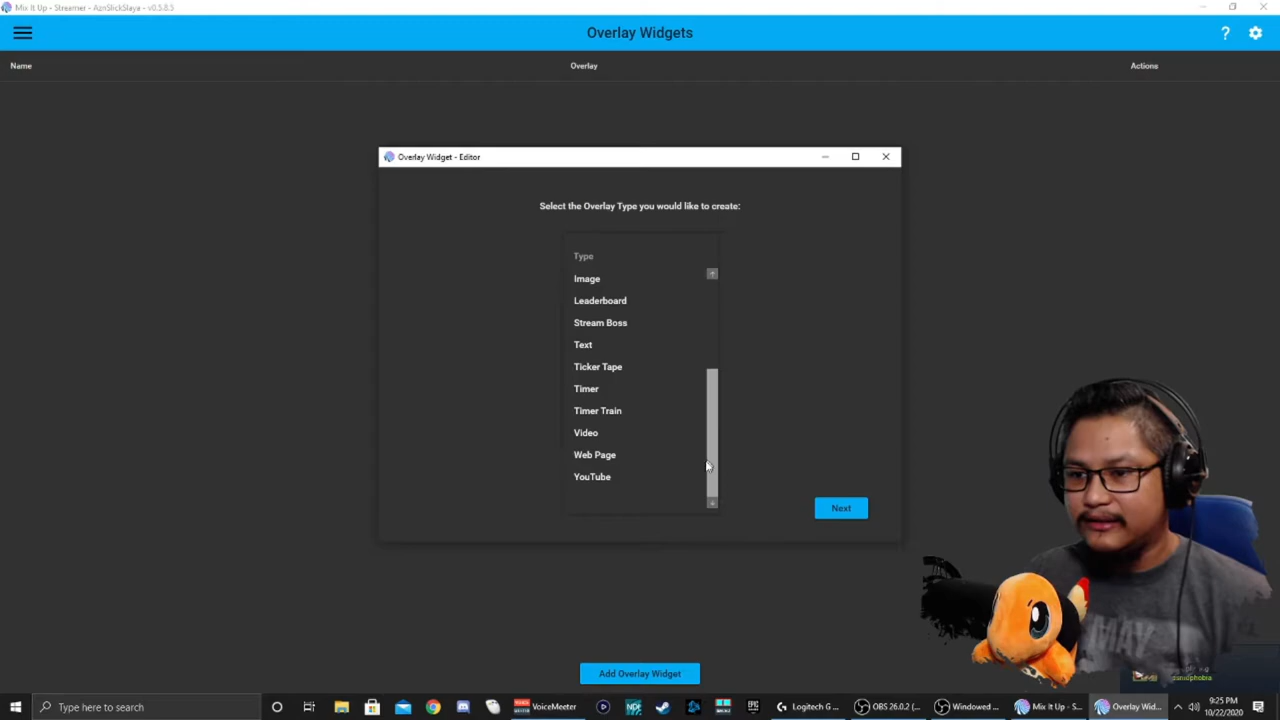 Mix It Up - Streamer - AznSlickSlaya - v0.5.8.5
Overlay Widgets
?
Name Overlay Actions
Overlay Widget - Editor
Select the Overlay Type you would like to create:
Type
Image
Leaderboard
Stream Boss
Text
Ticker Tape
Timer
Timer Train
Video
Web Page
YouTube
Next
MAY
Add Overlay Widget
Type here to search
VoiceMeeter
Logitech G ...
OBS 26.0.2 (...
Windowed ...
Mix It Up - S...
Overlay Wid...
9:25 PM
10/22/2020